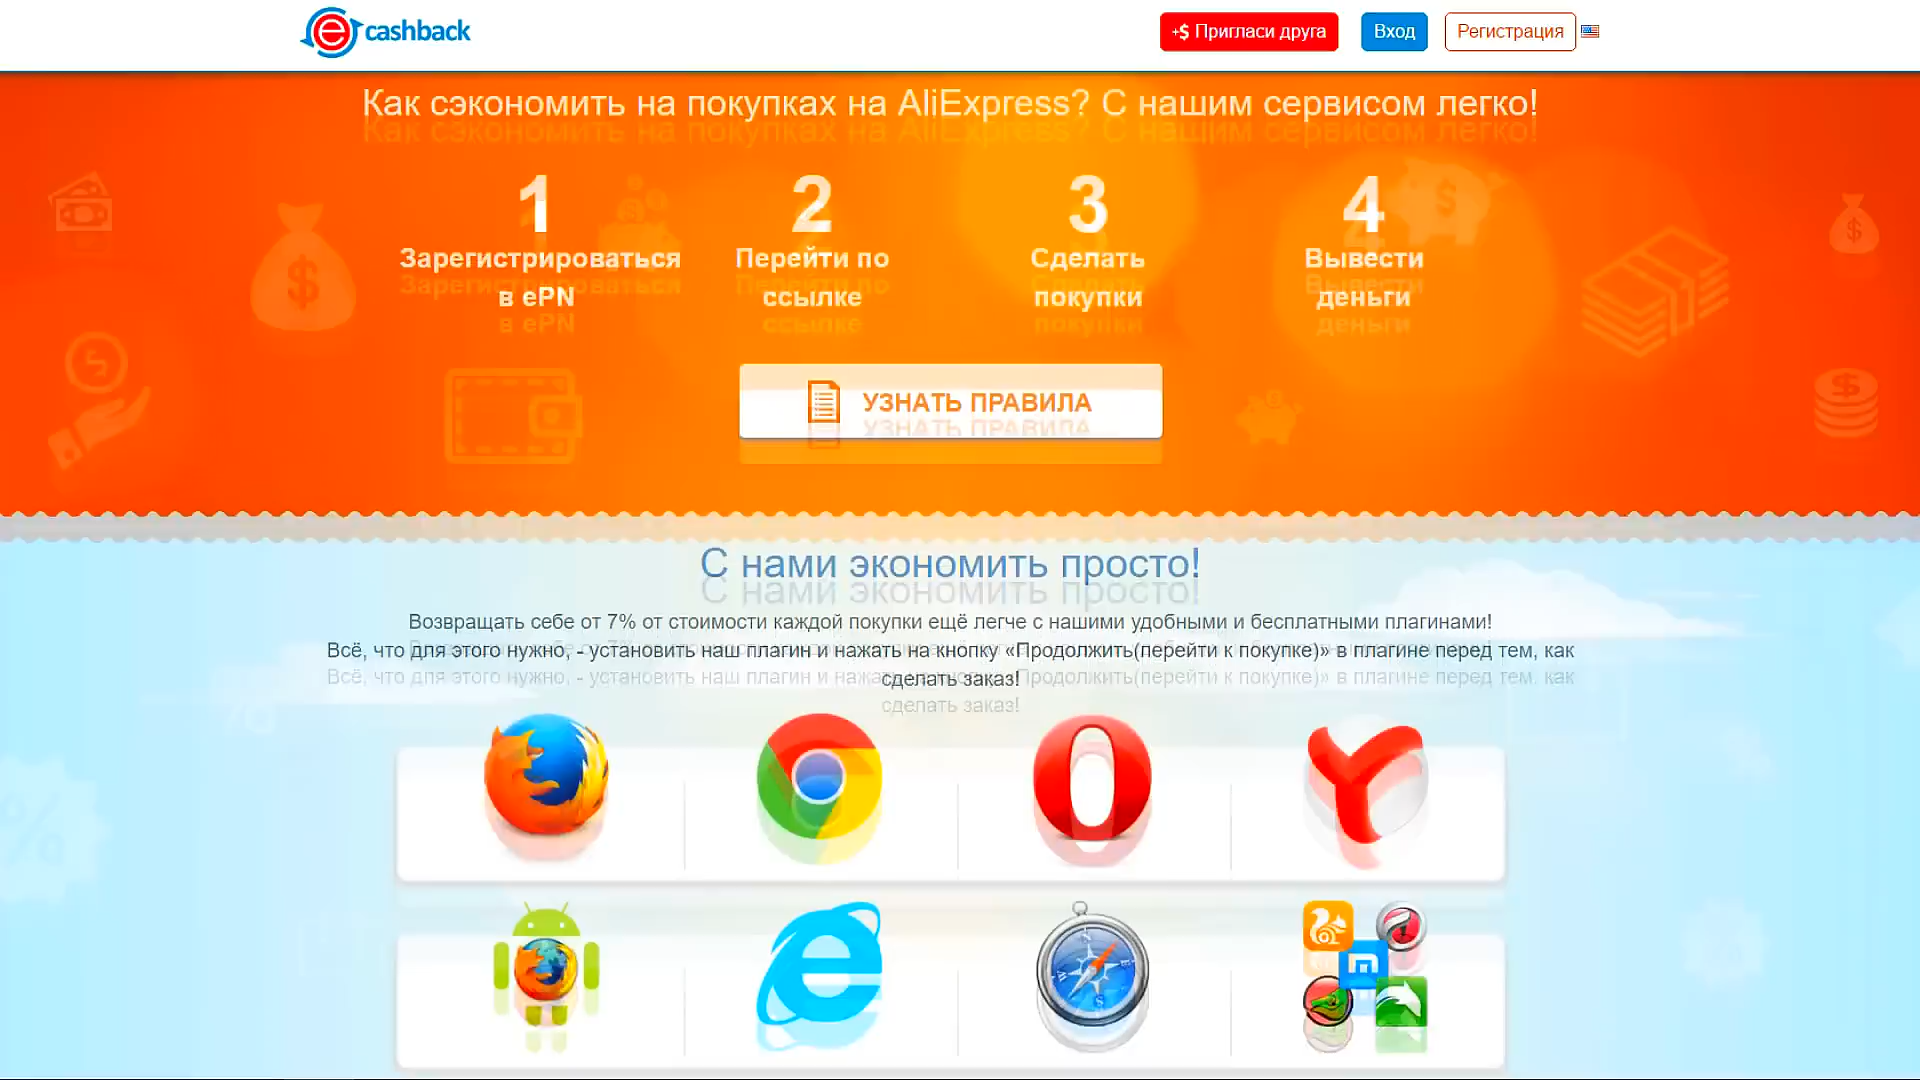 e cashback
+$ Пригласи друга
Вход
Регистрация
Как сэкономить на покупках на AliExpress? С нашим сервисом легко!
1
Зарегистрироваться
в ePN
2
Перейти по
ссылке
3
Сделать
покупки
4
Вывести
деньги
УЗНАТЬ ПРАВИЛА
С нами экономить просто!
Возвращать себе от 7% от стоимости каждой покупки ещё легче с нашими удобными и бесплатными плагинами!
Всё, что для этого нужно, - установить наш плагин и нажать на кнопку «Продолжить(перейти к покупке)» в плагине перед тем, как
сделать заказ!